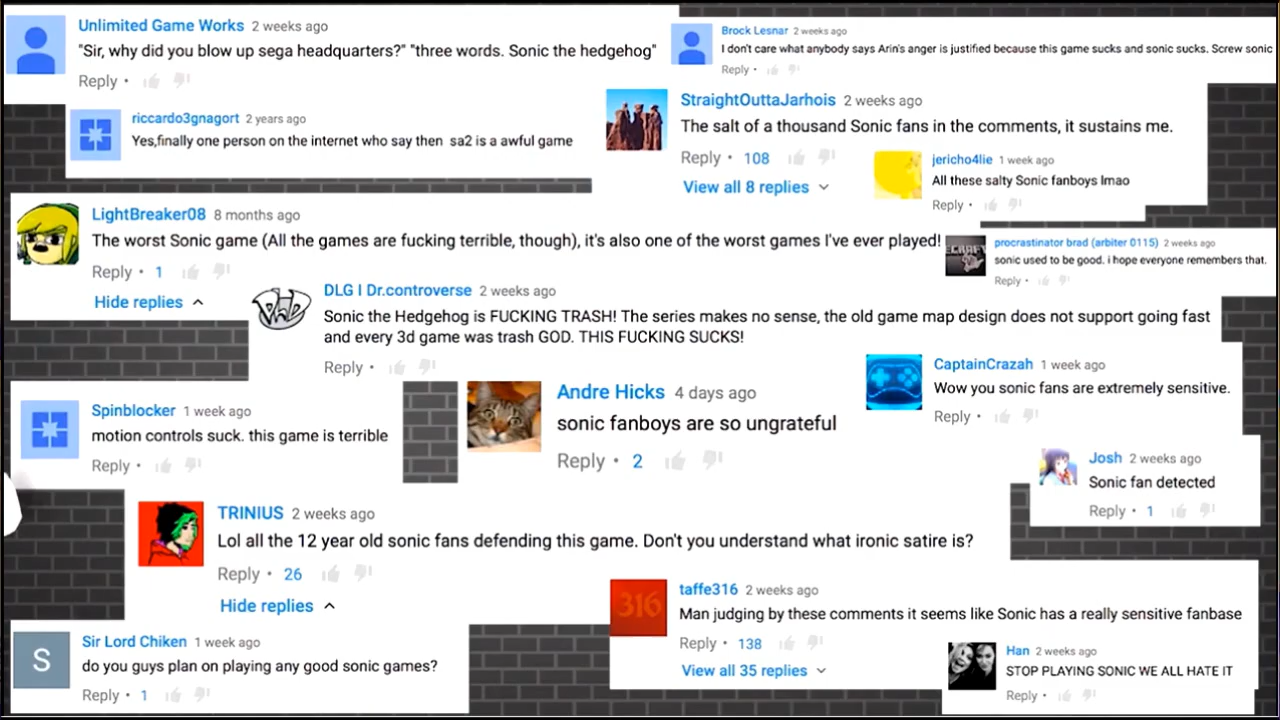 Unlimited Game Works 2 weeks ago
"Sir, why did you blow up sega headquarters?" "three words. Sonic the hedgehog"
Reply •
Brock Lesnar 2 weeks ago
I don't care what anybody says Arin's anger is justified because this game sucks and sonic sucks. Screw sonic
Reply •
riccardo3gnagort 2 years ago
Yes,finally one person on the internet who say then sa2 is a awful game
StraightOuttaJarhois 2 weeks ago
The salt of a thousand Sonic fans in the comments, it sustains me.
Reply • 108
View all 8 replies
jericho4lie 1 week ago
All these salty Sonic fanboys lmao
Reply •
LightBreaker08 8 months ago
The worst Sonic game (All the games are fucking terrible, though), it's also one of the worst games I've ever played!
Reply • 1
Hide replies
procrastinator brad (arbiter 0115) 2 weeks ago
sonic used to be good. i hope everyone remembers that.
Reply •
DLG I Dr.controverse 2 weeks ago
Sonic the Hedgehog is FUCKING TRASH! The series makes no sense, the old game map design does not support going fast
and every 3d game was trash GOD. THIS FUCKING SUCKS!
Reply •
CaptainCrazah 1 week ago
Wow you sonic fans are extremely sensitive.
Reply •
Spinblocker 1 week ago
motion controls suck. this game is terrible
Reply •
Andre Hicks 4 days ago
sonic fanboys are so ungrateful
Reply • 2
Josh 2 weeks ago
Sonic fan detected
Reply • 1
TRINIUS 2 weeks ago
Lol all the 12 year old sonic fans defending this game. Don't you understand what ironic satire is?
Reply • 26
Hide replies
316
taffe316 2 weeks ago
Man judging by these comments it seems like Sonic has a really sensitive fanbase
Reply • 138
View all 35 replies
S
Sir Lord Chiken 1 week ago
do you guys plan on playing any good sonic games?
Reply • 1
Han 2 weeks ago
STOP PLAYING SONIC WE ALL HATE IT
Reply •